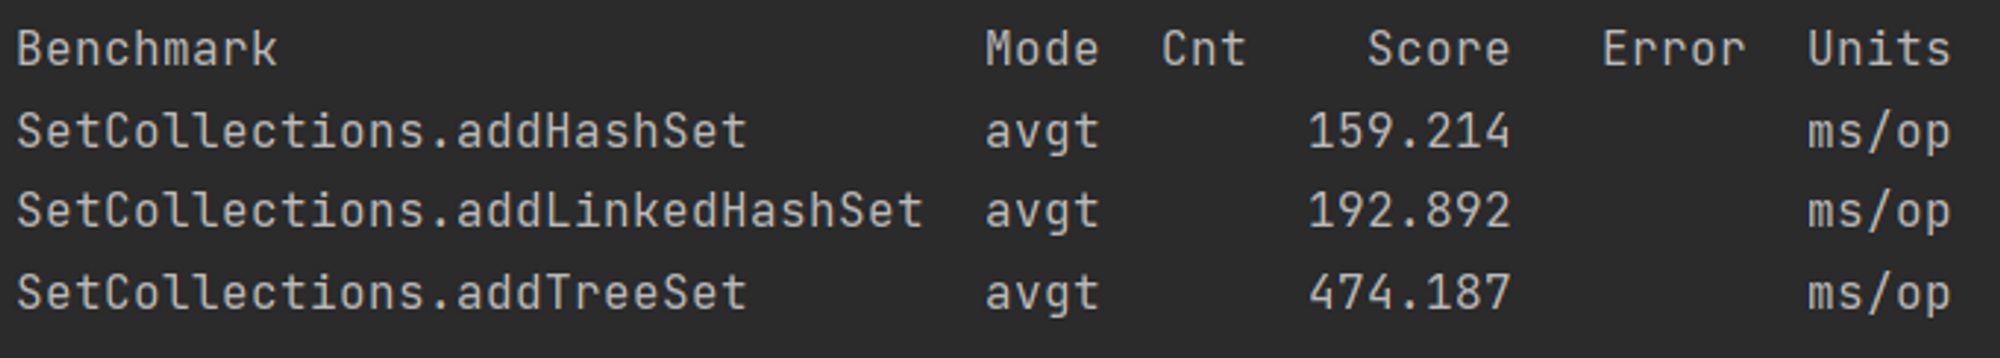 Benchmark Mode Cnt Score Error Units
SetCollections.addHashSet avgt 159.214 ms/op
SetCollections.addLinkedHashSet avgt 192.892 ms/op
SetCollections.addTreeSet avgt 474.187 ms/op